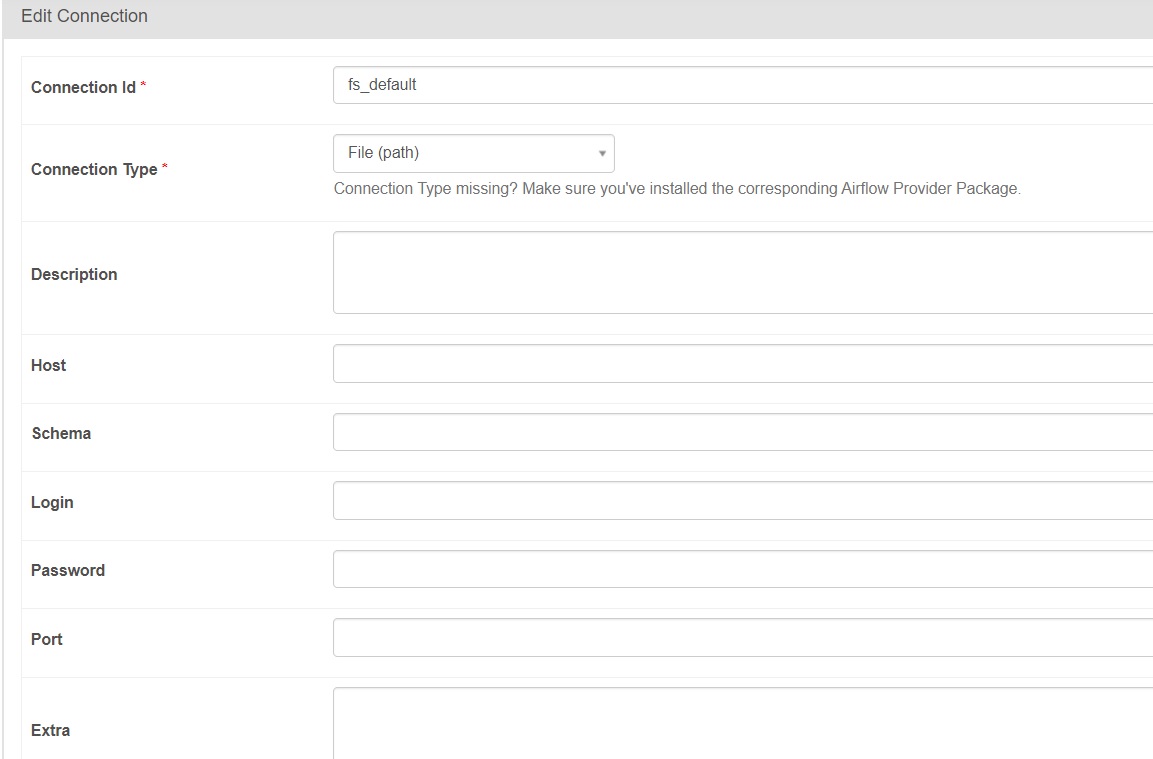 Edit Connection
Connection Id *
fs_default
Connection Type *
File (path)
Connection Type missing? Make sure you've installed the corresponding Airflow Provider Package.
Description
Host
Schema
Login
Password
Port
Extra